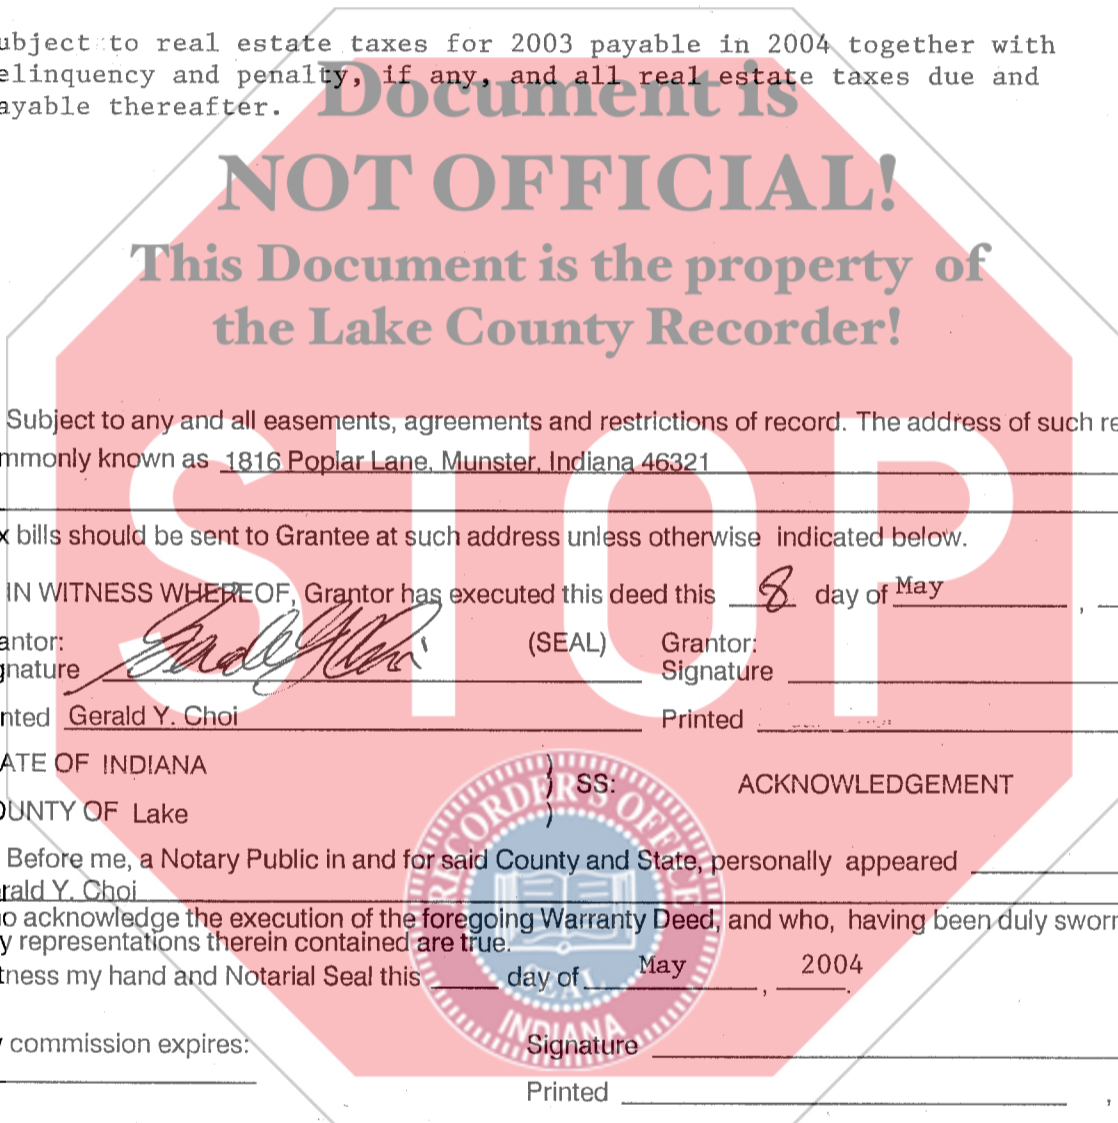 ubject to real estate taxes for 2003 payable in 2004 together with
elinquency and penalty, if any, and all real estate taxes due and
ayable thereafter.
Document is
NOT OFFICIAL!
This Document is the property of
the Lake County Recorder!
STOP
Subject to any and all easements, agreements and restrictions of record. The address of such re
mmonly known as 1816 Poplar Lane, Munster, Indiana 46321
x bills should be sent to Grantee at such address unless otherwise indicated below.
IN WITNESS WHEREOF, Grantor has executed this deed this 8 day of May ,
antor: (SEAL) Grantor:
gnature Signature
nted Gerald Y. Choi Printed
ATE OF INDIANA ) SS: ACKNOWLEDGEMENT
OUNTY OF Lake )
Before me, a Notary Public in and for said County and State, personally appeared
rald Y. Choi
o acknowledge the execution of the foregoing Warranty Deed, and who, having been duly sworn
y representations therein contained are true.
tness my hand and Notarial Seal this day of May , 2004.
RECORDER'S OFFICE
SEAL
INDIANA
y commission expires: Signature
Printed ,